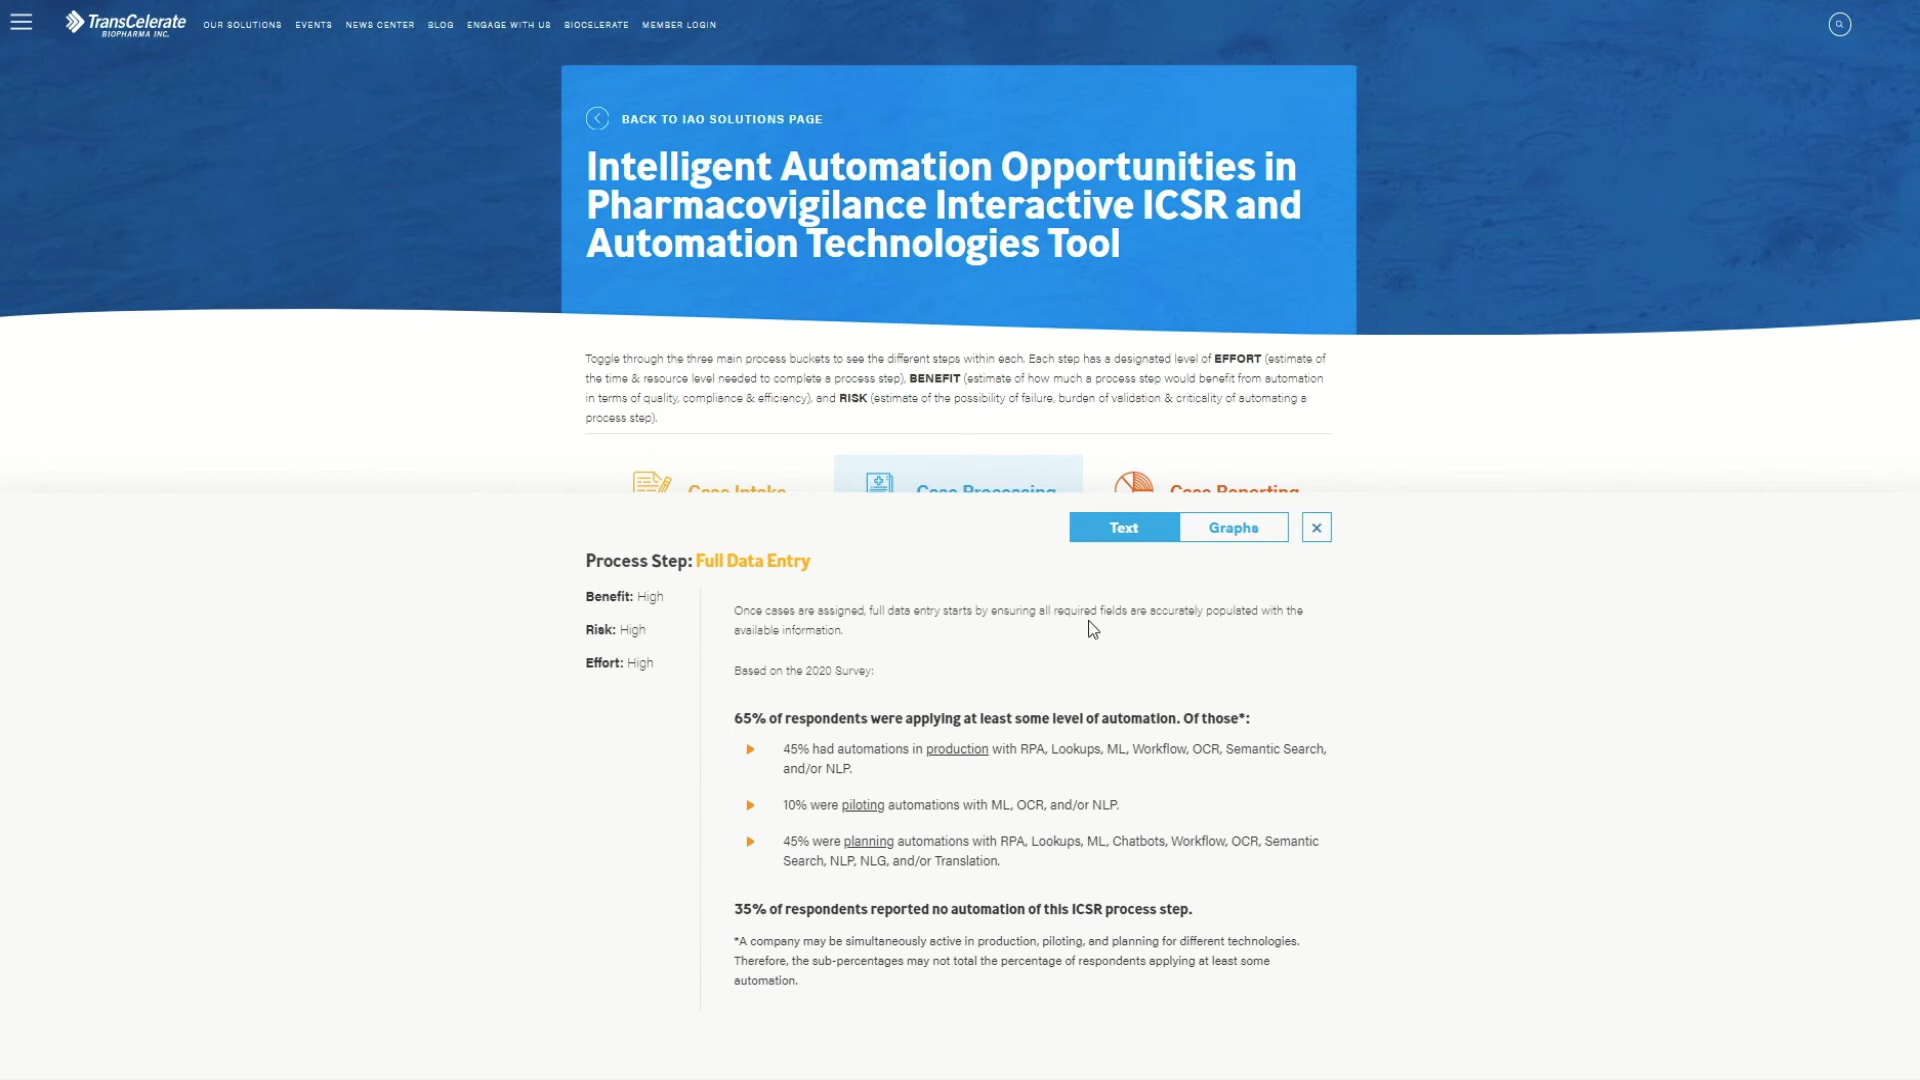 TransCelerate
BIOPHARMA INC.
OUR SOLUTIONS EVENTS NEWS CENTER BLOG ENGAGE WITH US BIOCELERATE MEMBER LOGIN
BACK TO IAO SOLUTIONS PAGE
Intelligent Automation Opportunities in
Pharmacovigilance Interactive ICSR and
Automation Technologies Tool
Toggle through the three main process buckets to see the different steps within each. Each step has a designated level of EFFORT (estimate of
the time & resource level needed to complete a process step), BENEFIT (estimate of how much a process step would benefit from automation
in terms of quality, compliance & efficiency), and RISK (estimate of the possibility of failure, burden of validation & criticality of automating a
process step).
Case Intake Case Processing Case Reporting
Text Graphs
Process Step: Full Data Entry
Benefit: High
Risk: High
Effort: High
Once cases are assigned, full data entry starts by ensuring all required fields are accurately populated with the
available information.
Based on the 2020 Survey:
65% of respondents were applying at least some level of automation. Of those*:
45% had automations in production with RPA, Lookups, ML, Workflow, OCR, Semantic Search,
and/or NLP.
10% were piloting automations with ML, OCR, and/or NLP.
45% were planning automations with RPA, Lookups, ML, Chatbots, Workflow, OCR, Semantic
Search, NLP, NLG, and/or Translation.
35% of respondents reported no automation of this ICSR process step.
*A company may be simultaneously active in production, piloting, and planning for different technologies.
Therefore, the sub-percentages may not total the percentage of respondents applying at least some
automation.